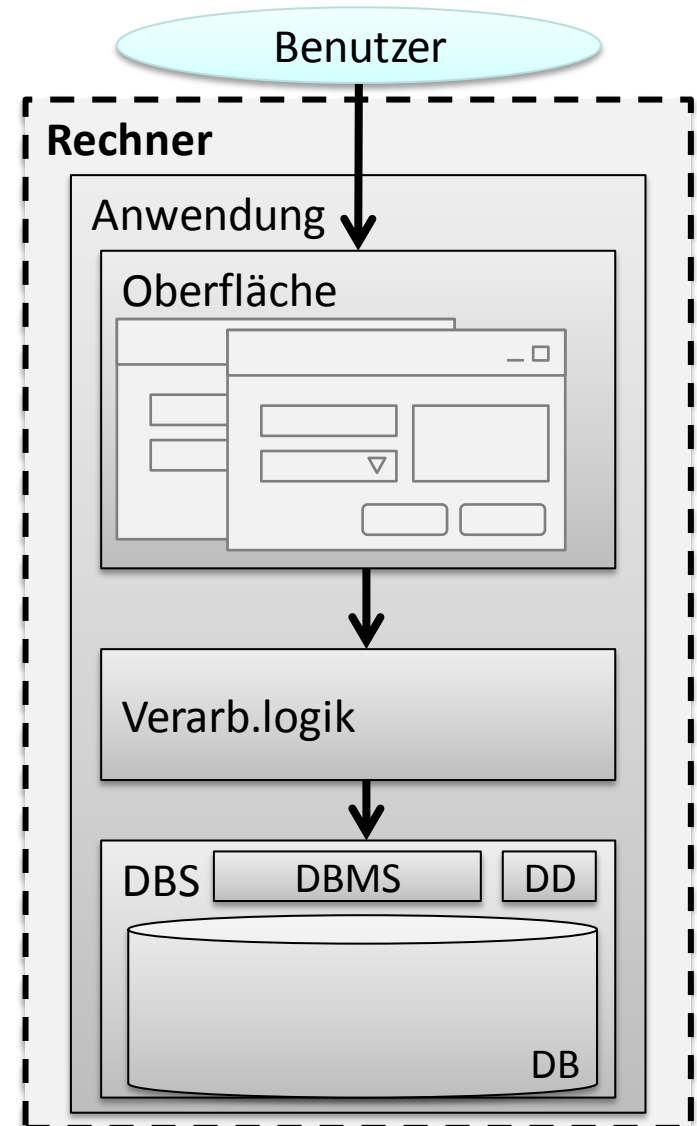 Benutzer
Rechner
Anwendung
Oberfläche
Verarb.logik
DBS DBMS DD
DB